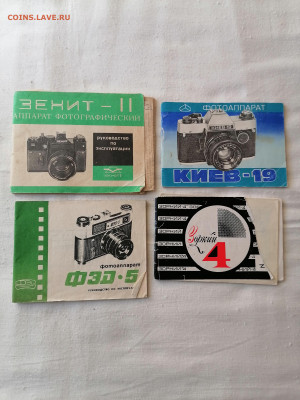 COINS.LAVE.RU
ЗЕНИТ-11
АППАРАТ ФОТОГРАФИЧЕСКИЙ
руководство
по
эксплуатации
ФОТОАППАРАТ
КИЕВ-19
фотоаппарат
ФЭД·5
Зоркий
4